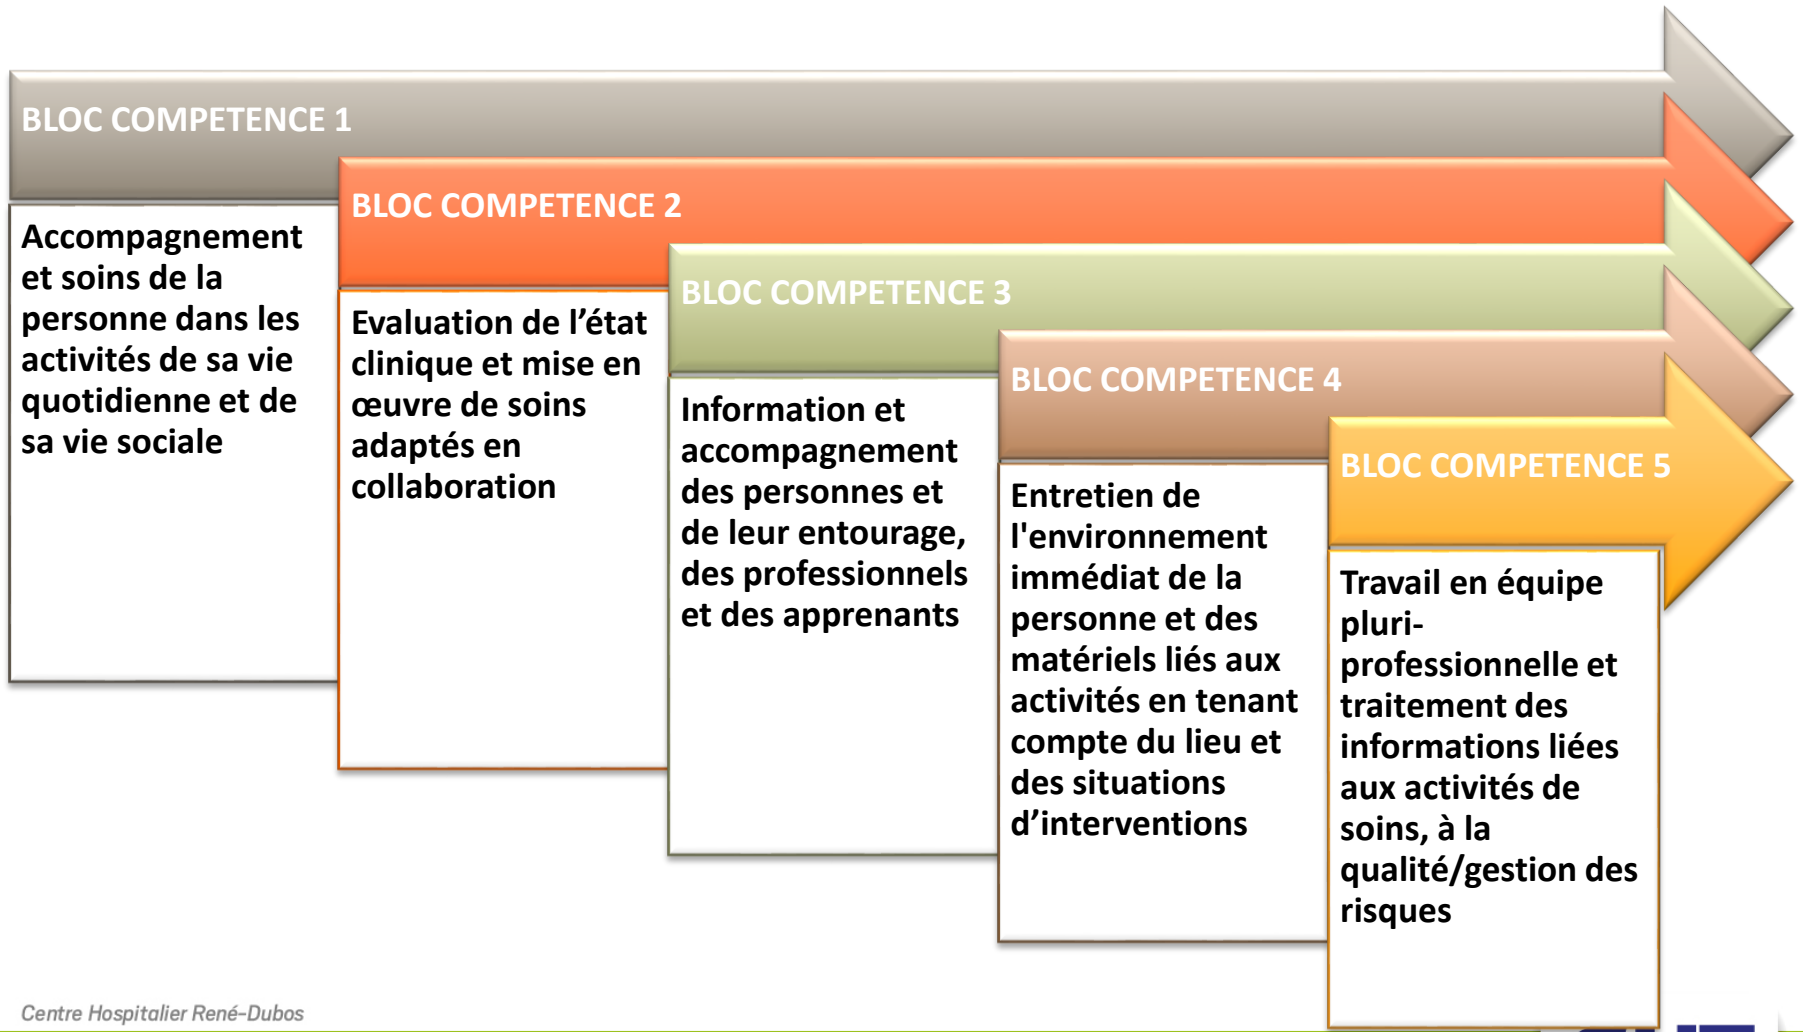 BLOC COMPETENCE 1
Accompagnement
et soins de la
personne dans les
activités de sa vie
quotidienne et de
sa vie sociale
BLOC COMPETENCE 2
Evaluation de l’état
clinique et mise en
œuvre de soins
adaptés en
collaboration
BLOC COMPETENCE 3
Information et
accompagnement
des personnes et
de leur entourage,
des professionnels
et des apprenants
BLOC COMPETENCE 4
Entretien de
l'environnement
immédiat de la
personne et des
matériels liés aux
activités en tenant
compte du lieu et
des situations
d’interventions
BLOC COMPETENCE 5
Travail en équipe
pluri-
professionnelle et
traitement des
informations liées
aux activités de
soins, à la
qualité/gestion des
risques
Centre Hospitalier René-Dubos